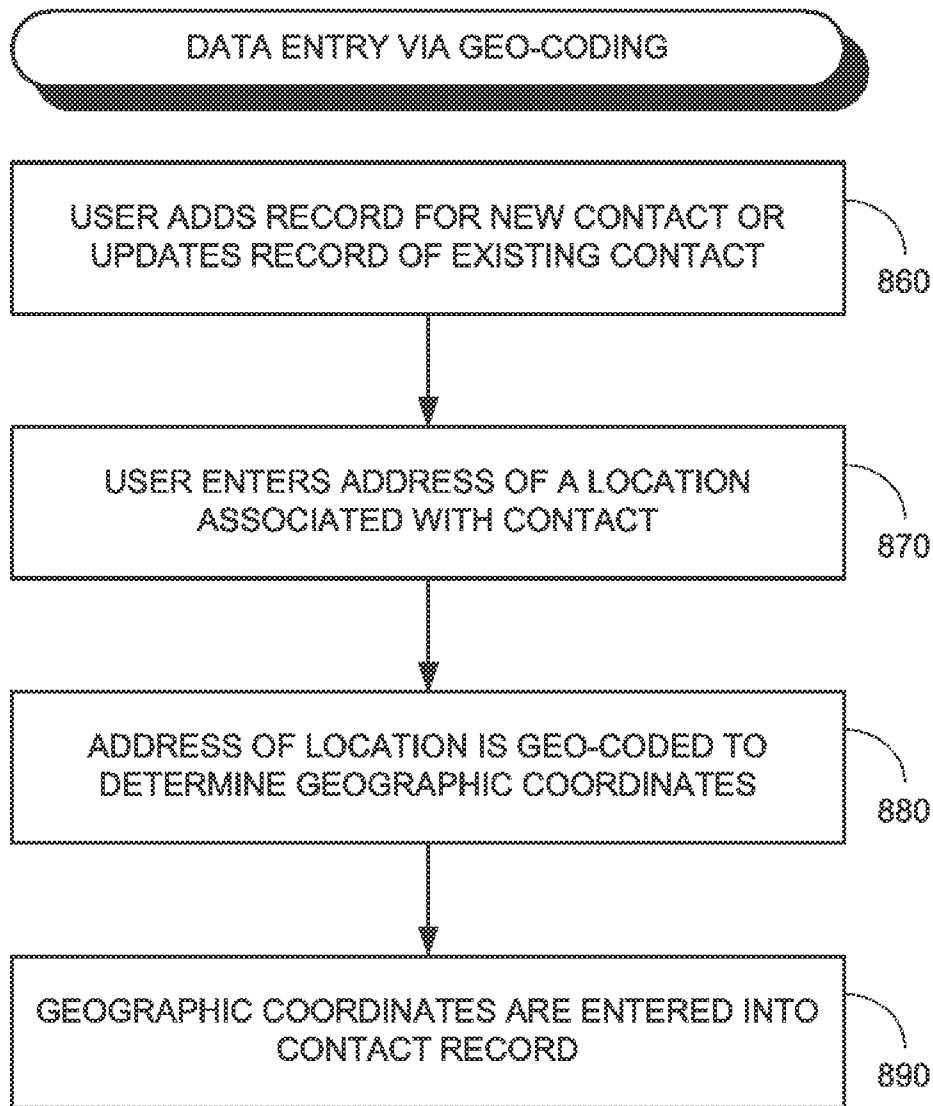 DATA ENTRY VIA GEO-CODING
USER ADDS RECORD FOR NEW CONTACT OR
UPDATES RECORD OF EXISTING CONTACT
860
USER ENTERS ADDRESS OF A LOCATION
ASSOCIATED WITH CONTACT
870
ADDRESS OF LOCATION IS GEO-CODED TO
DETERMINE GEOGRAPHIC COORDINATES
880
GEOGRAPHIC COORDINATES ARE ENTERED INTO
CONTACT RECORD
890